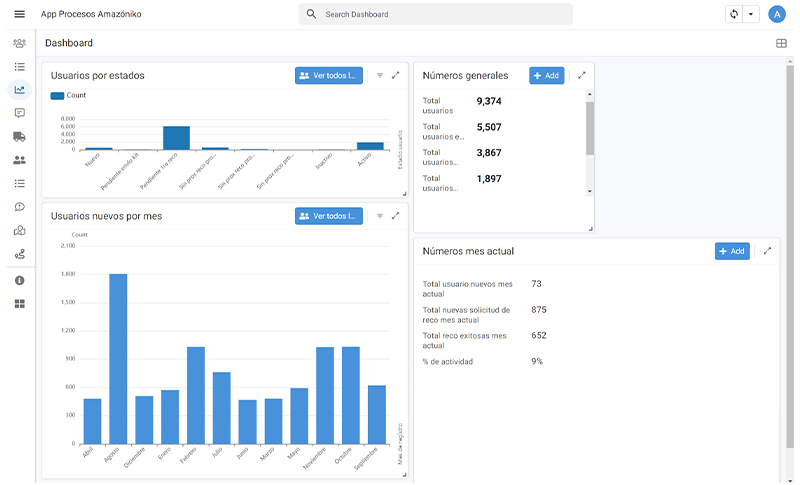 App Procesos Amazóniko
Search Dashboard
A
Dashboard
Usuarios por estados
Ver todos l...
Count
8,000
6,000
4,000
2,000
0
Nuevo
Pendiente envío kit
Pendiente 1ra reco
Sin prox reco pro...
Sin prox reco pro...
Sin prox reco pro...
Inactivo
Activo
Estado usuario
Números generales
Add
Total
usuarios
9,374
Total
usuarios e...
5,507
Total
usuarios...
3,867
Total
usuarios...
1,897
Usuarios nuevos por mes
Ver todos l...
Count
2,100
1,800
1,500
1,200
900
600
300
0
Abril
Agosto
Diciembre
Enero
Febrero
Julio
Junio
Marzo
Mayo
Noviembre
Octubre
Septiembre
Mes de registro
Números mes actual
Add
Total usuario nuevos mes
actual
73
Total nuevas solicitud de
reco mes actual
875
Total reco exitosas mes
actual
652
% de actividad
9%